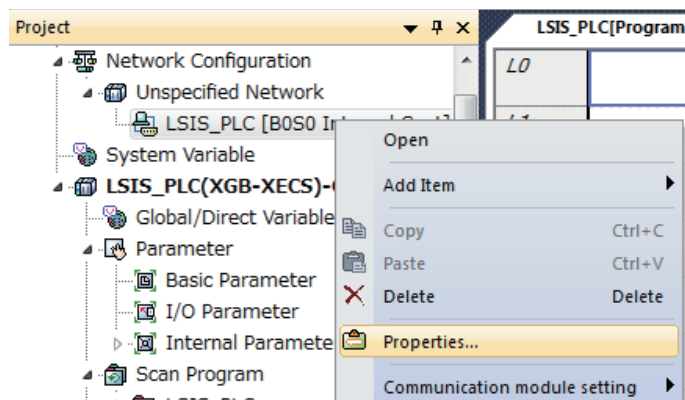 Project
Network Configuration
Unspecified Network
LSIS_PLC [B0S0
System Variable
LSIS_PLC(XGB-XECS)-
Global/Direct Variable
Parameter
Basic Parameter
I/O Parameter
Internal Paramete
Scan Program
LSIS_PLC[Program
L0
Open
Add Item
Copy Ctrl+C
Paste Ctrl+V
Delete Delete
Properties...
Communication module setting